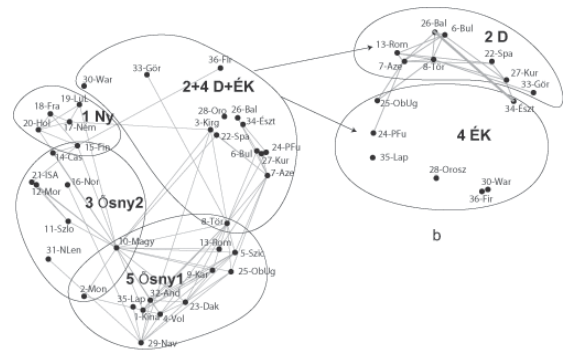 36-Fir
33-Gör
30-War
2+4 D+ÉK
19-LuL
18-Fra
1 Ny
28-Oro
26-Bal
20-Hol
17-Ném
3-Kirg
34-Eszt
22-Spa
15-Fin
6-Bul
24-PFu
14-Cas
27-Kur
7-Aze
21-ISA
16-Nor
12-Mor
3 Ősny2
11-Szlo
8-Tör
31-NLen
10-Magy
13-Rom
5-Szic
5 Ősny1
9-Kar
25-ObUg
2-Mon
32-And
35-Lap
23-Dak
1-Kína
4-Vol
29-Nav
26-Bal
6-Bul
2 D
13-Rom
22-Spa
7-Aze
8-Tör
27-Kur
33-Gör
25-ObUg
34-Eszt
24-PFu
4 ÉK
35-Lap
28-Orosz
30-War
36-Fir
b